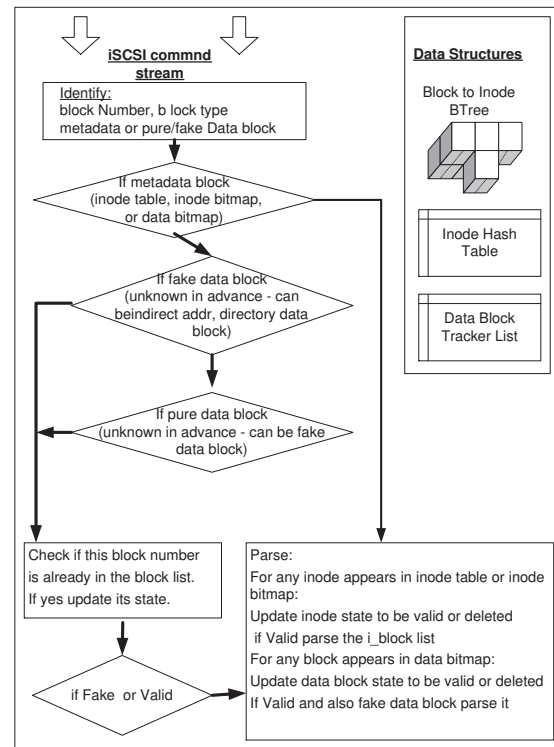 iSCSI commnd
stream
Identify:
block Number, b lock type
metadata or pure/fake Data block
If metadata block
(inode table, inode bitmap,
or data bitmap)
If fake data block
(unknown in advance - can
beindirect addr, directory data
block)
If pure data block
(unknown in advance - can be fake
data block)
Check if this block number
is already in the block list.
If yes update its state.
if Fake or Valid
Parse:
For any inode appears in inode table or inode
bitmap:
Update inode state to be valid or deleted
if Valid parse the i_block list
For any block appears in data bitmap:
Update data block state to be valid or deleted
If Valid and also fake data block parse it
Data Structures
Block to Inode
BTree
Inode Hash
Table
Data Block
Tracker List